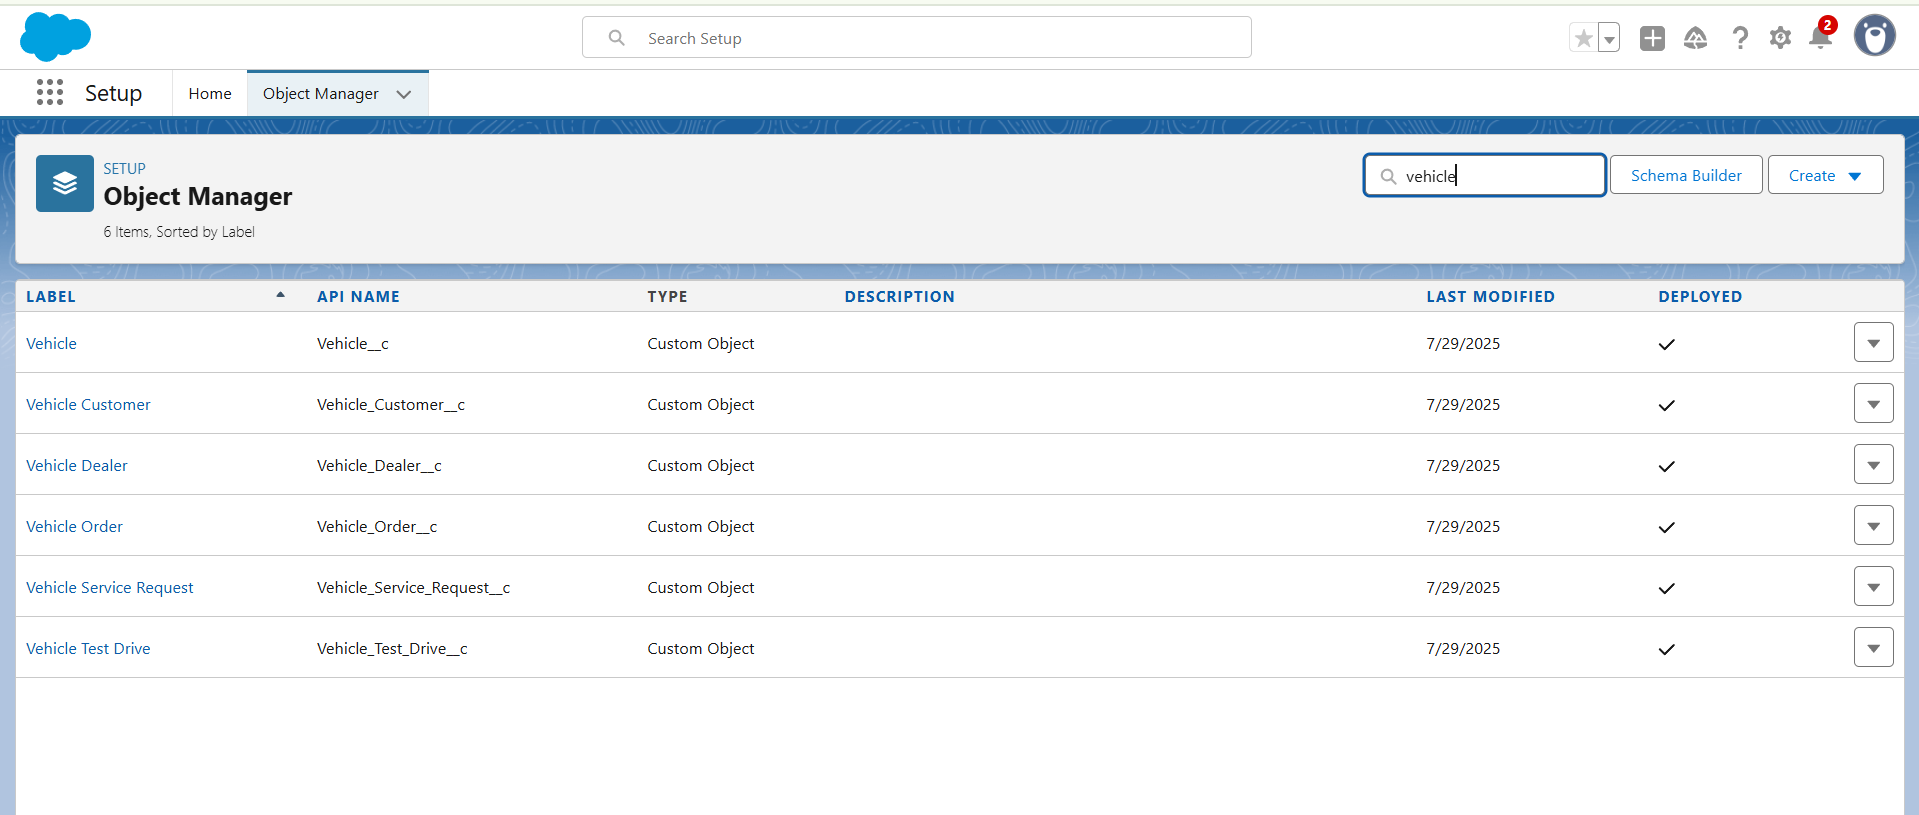 Search Setup
2
Setup
Home
Object Manager
SETUP
Object Manager
6 Items, Sorted by Label
vehicle
Schema Builder
Create
LABEL API NAME TYPE DESCRIPTION LAST MODIFIED DEPLOYED
Vehicle Vehicle__c Custom Object 7/29/2025
Vehicle Customer Vehicle_Customer__c Custom Object 7/29/2025
Vehicle Dealer Vehicle_Dealer__c Custom Object 7/29/2025
Vehicle Order Vehicle_Order__c Custom Object 7/29/2025
Vehicle Service Request Vehicle_Service_Request__c Custom Object 7/29/2025
Vehicle Test Drive Vehicle_Test_Drive__c Custom Object 7/29/2025